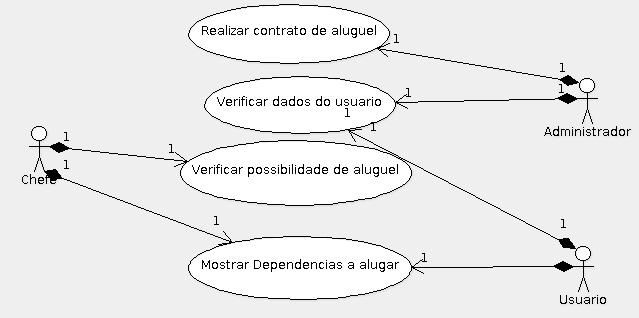 Realizar contrato de aluguel
1
1
Verificar dados do usuario
1
1
1
1
Administrador
1
1
Verificar possibilidade de aluguel
1
Chefe
1
1
Mostrar Dependencias a alugar
1
Usuario